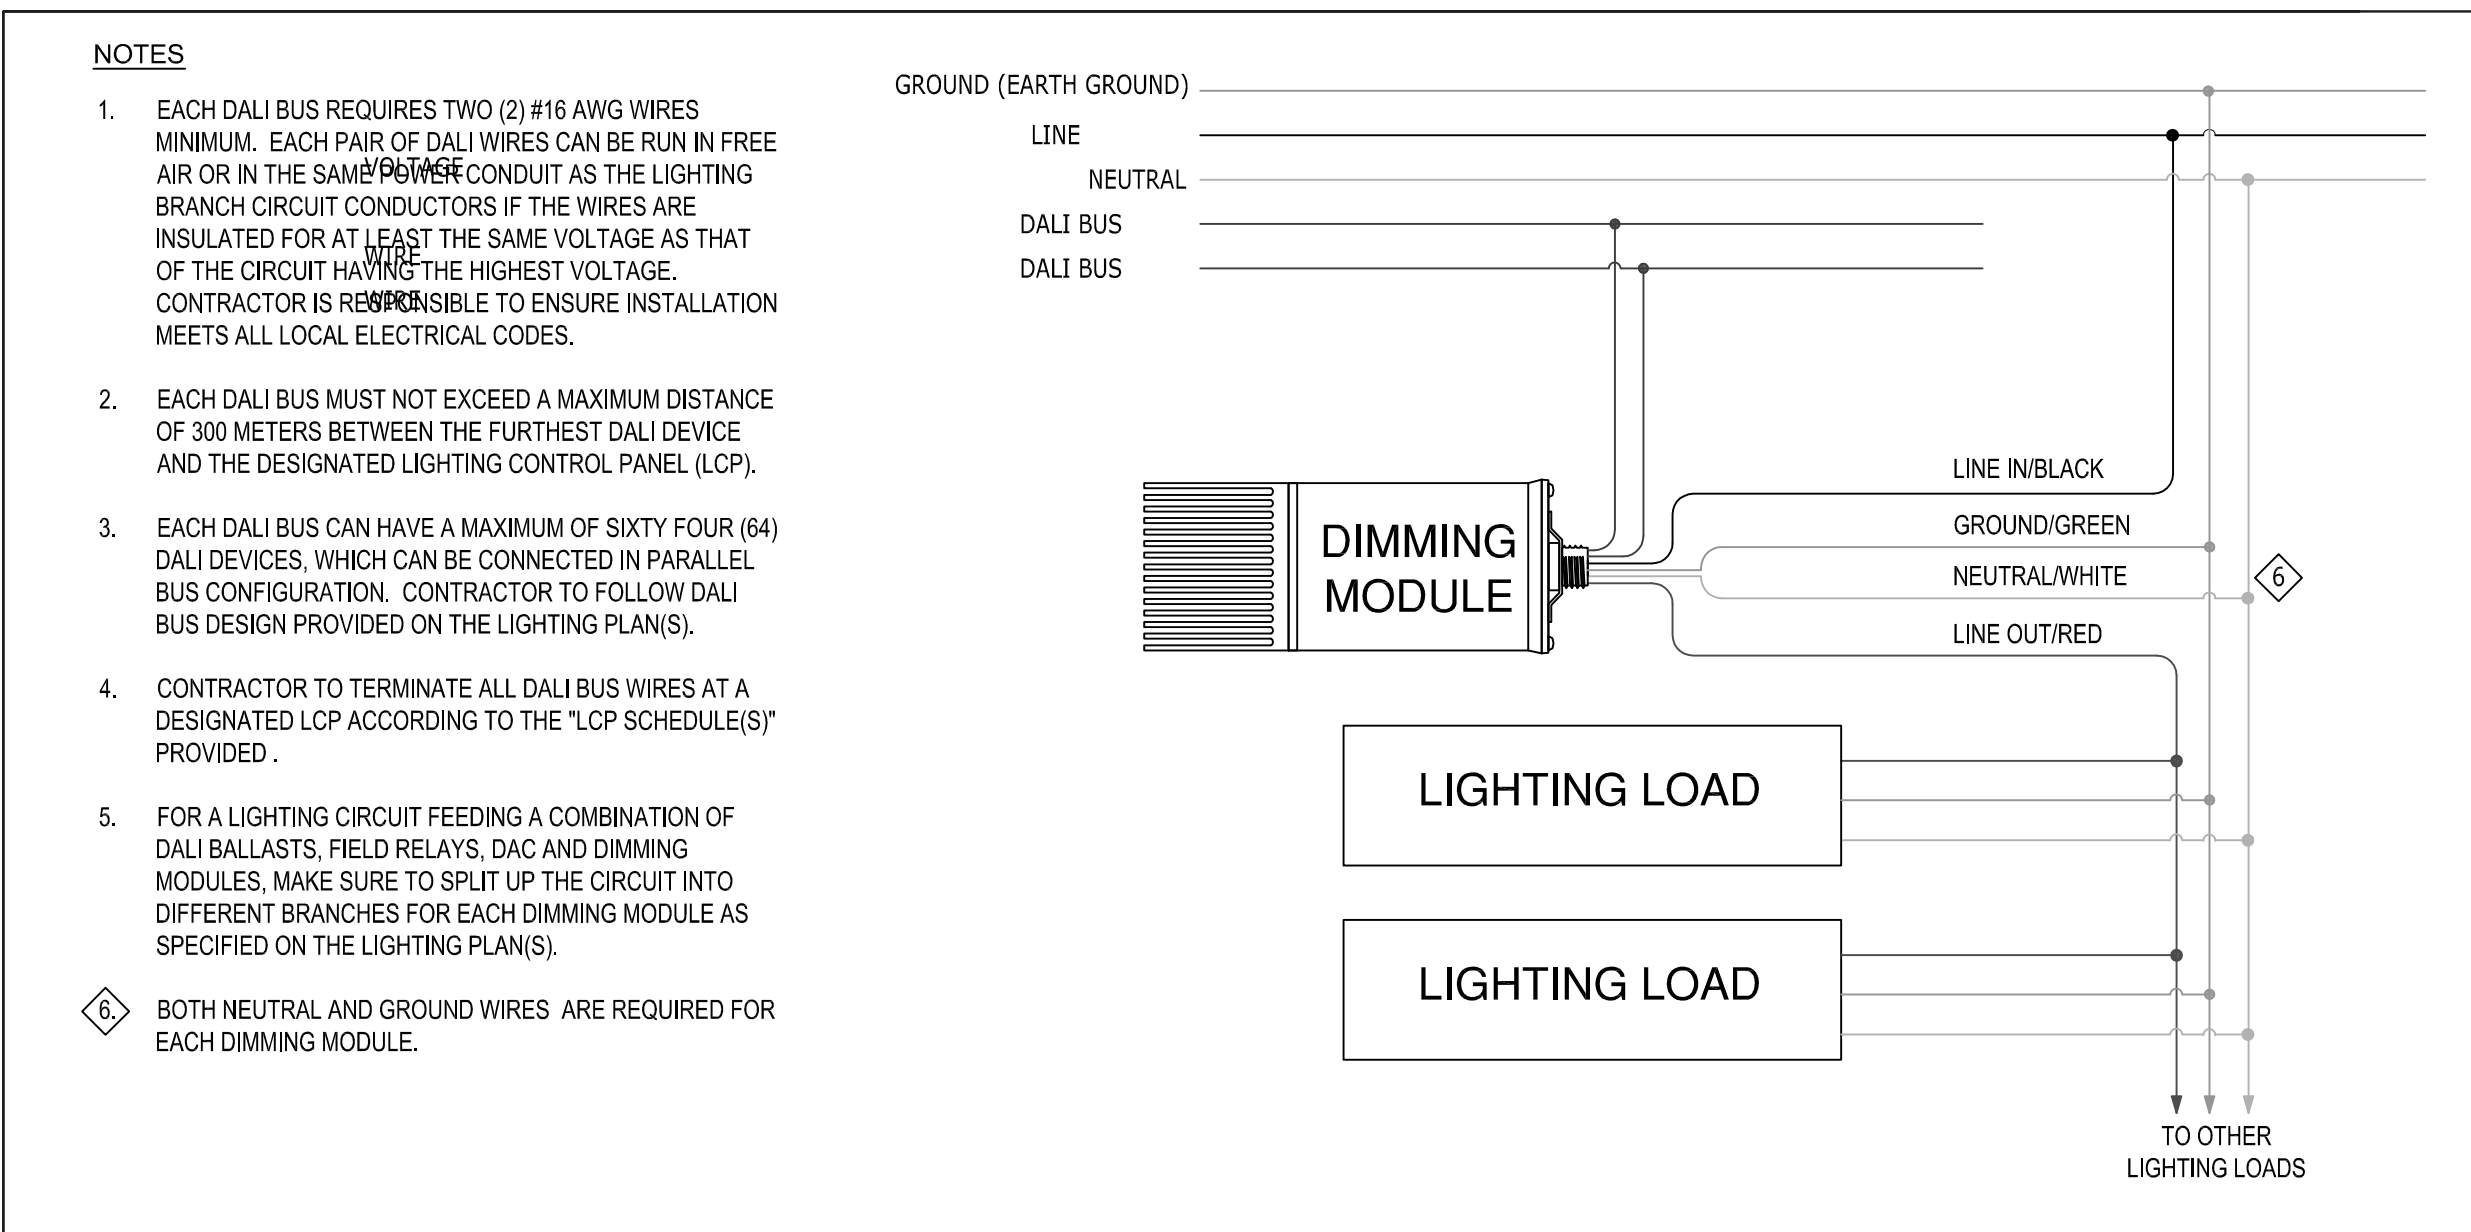 NOTES
1. EACH DALI BUS REQUIRES TWO (2) #16 AWG WIRES
MINIMUM. EACH PAIR OF DALI WIRES CAN BE RUN IN FREE
AIR OR IN THE SAME POWER CONDUIT AS THE LIGHTING
VOLTAGE
BRANCH CIRCUIT CONDUCTORS IF THE WIRES ARE
INSULATED FOR AT LEAST THE SAME VOLTAGE AS THAT
WIRE
OF THE CIRCUIT HAVING THE HIGHEST VOLTAGE.
CONTRACTOR IS RESPONSIBLE TO ENSURE INSTALLATION
WIRE
MEETS ALL LOCAL ELECTRICAL CODES.
2. EACH DALI BUS MUST NOT EXCEED A MAXIMUM DISTANCE
OF 300 METERS BETWEEN THE FURTHEST DALI DEVICE
AND THE DESIGNATED LIGHTING CONTROL PANEL (LCP).
3. EACH DALI BUS CAN HAVE A MAXIMUM OF SIXTY FOUR (64)
DALI DEVICES, WHICH CAN BE CONNECTED IN PARALLEL
BUS CONFIGURATION. CONTRACTOR TO FOLLOW DALI
BUS DESIGN PROVIDED ON THE LIGHTING PLAN(S).
4. CONTRACTOR TO TERMINATE ALL DALI BUS WIRES AT A
DESIGNATED LCP ACCORDING TO THE "LCP SCHEDULE(S)"
PROVIDED .
5. FOR A LIGHTING CIRCUIT FEEDING A COMBINATION OF
DALI BALLASTS, FIELD RELAYS, DAC AND DIMMING
MODULES, MAKE SURE TO SPLIT UP THE CIRCUIT INTO
DIFFERENT BRANCHES FOR EACH DIMMING MODULE AS
SPECIFIED ON THE LIGHTING PLAN(S).
6. BOTH NEUTRAL AND GROUND WIRES ARE REQUIRED FOR
EACH DIMMING MODULE.
GROUND (EARTH GROUND)
LINE
NEUTRAL
DALI BUS
DALI BUS
DIMMING
MODULE
LINE IN/BLACK
GROUND/GREEN
NEUTRAL/WHITE
6
LINE OUT/RED
LIGHTING LOAD
LIGHTING LOAD
TO OTHER
LIGHTING LOADS